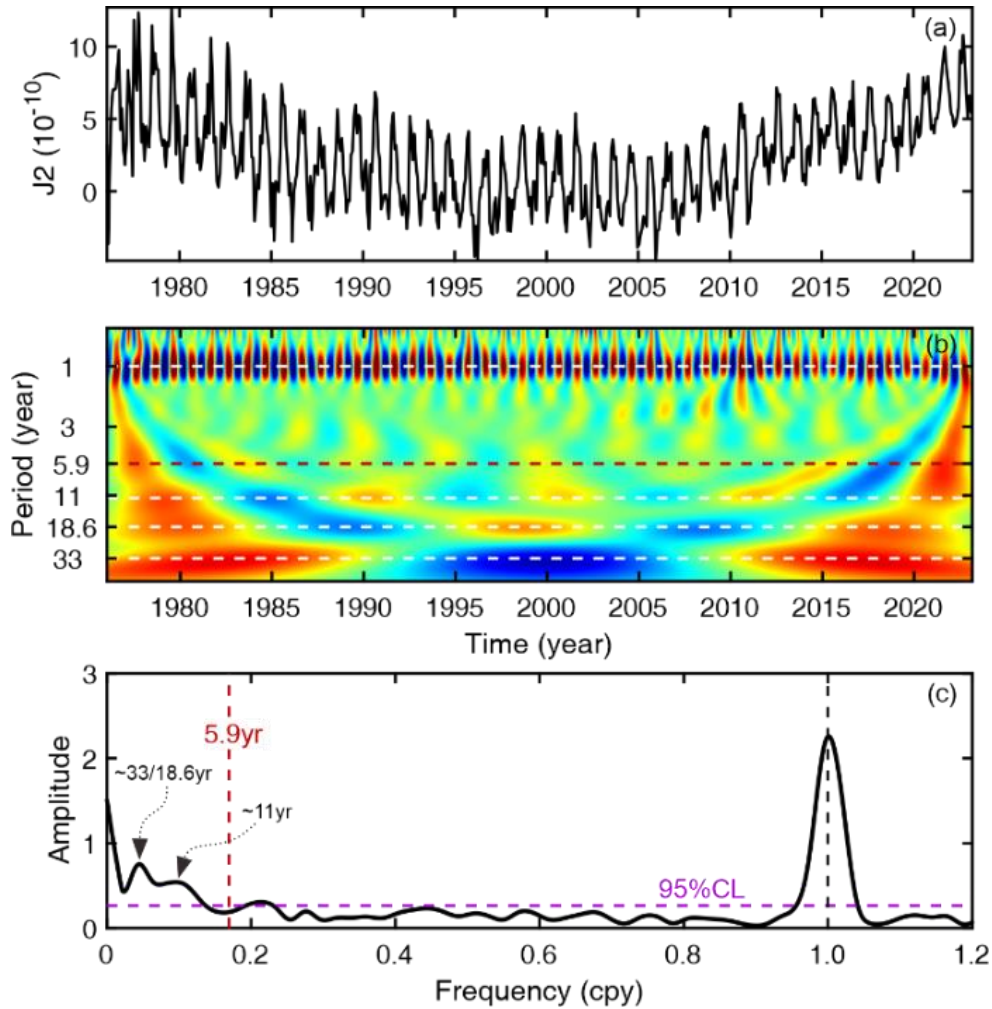 (a)
J2 (10-10)
10
5
0
1980 1985 1990 1995 2000 2005 2010 2015 2020
(b)
Period (year)
1
3
5.9
11
18.6
33
1980 1985 1990 1995 2000 2005 2010 2015 2020
Time (year)
(c)
Amplitude
3
2
1
0
5.9yr
~33/18.6yr
~11yr
95%CL
0 0.2 0.4 0.6 0.8 1.0 1.2
Frequency (cpy)